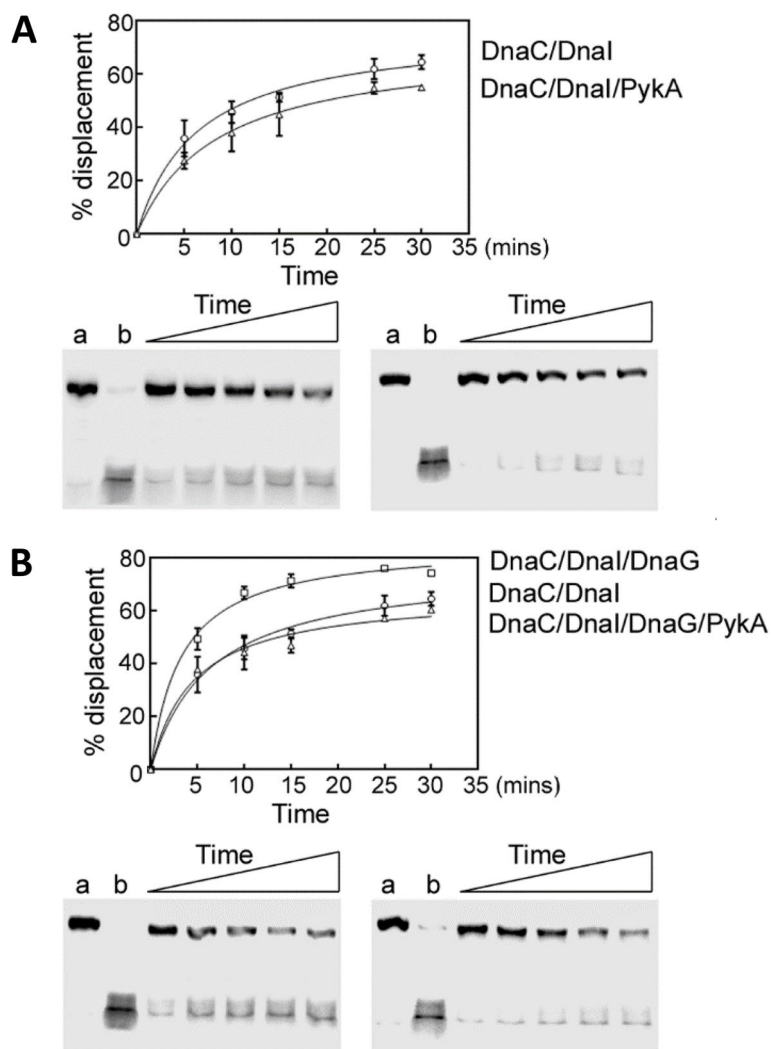 A
80
60
40
20
0
% displacement
5 10 15 20 25 30 35 (mins)
Time
DnaC/DnaI
DnaC/DnaI/PykA
Time
a b
Time
a b
B
80
60
40
20
0
% displacement
5 10 15 20 25 30 35 (mins)
Time
DnaC/DnaI/DnaG
DnaC/DnaI
DnaC/DnaI/DnaG/PykA
Time
a b
Time
a b